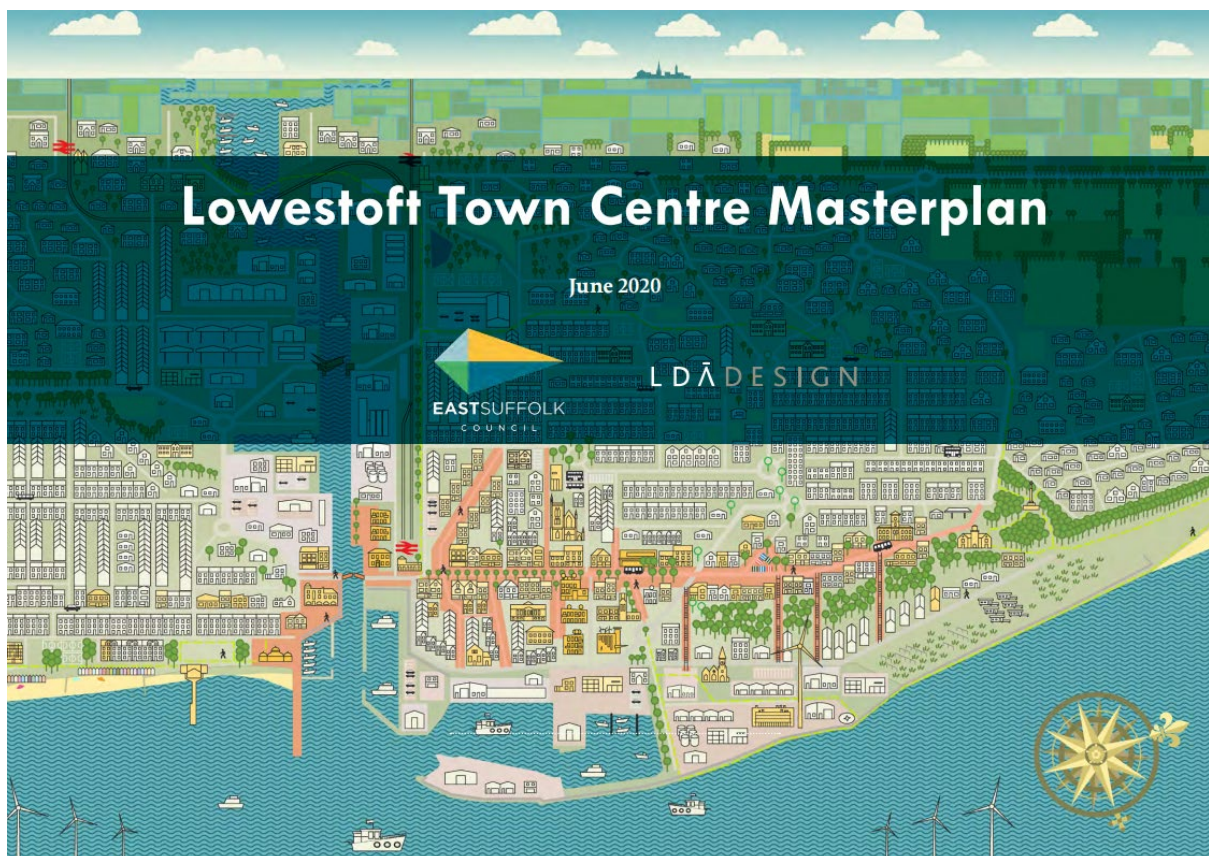 Lowestoft Town Centre Masterplan
June 2020
EASTSUFFOLK
COUNCIL
LDĀDESIGN